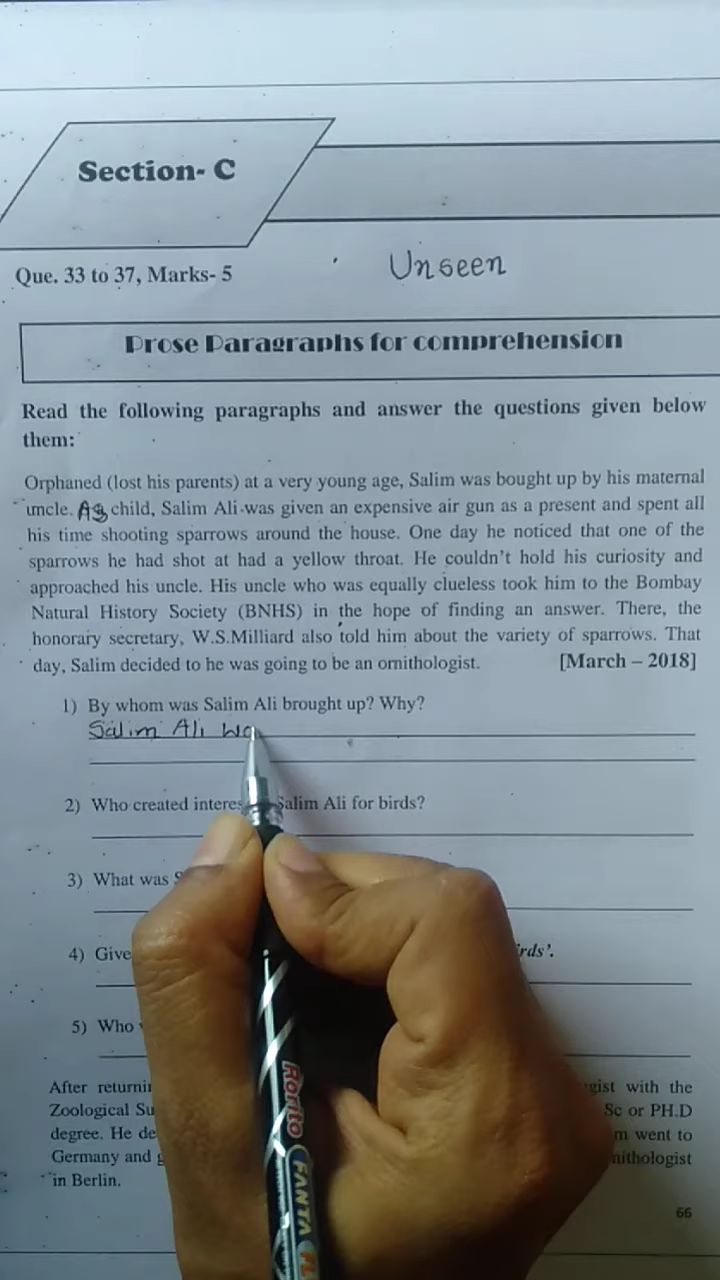 Section- C
Que. 33 to 37, Marks- 5
Unseen
Prose Paragraphs for comprehension
Read the following paragraphs and answer the questions given below
them:
Orphaned (lost his parents) at a very young age, Salim was bought up by his maternal
uncle. As child, Salim Ali was given an expensive air gun as a present and spent all
his time shooting sparrows around the house. One day he noticed that one of the
sparrows he had shot at had a yellow throat. He couldn't hold his curiosity and
approached his uncle. His uncle who was equally clueless took him to the Bombay
Natural History Society (BNHS) in the hope of finding an answer. There, the
honorary secretary, W.S.Milliard also told him about the variety of sparrows. That
day, Salim decided to he was going to be an ornithologist. [March – 2018]
1) By whom was Salim Ali brought up? Why?
Salim Ali wa
2) Who created Salim Ali for birds?
3) What was
4) Give
5) Who
After with the
Zoological Sc or PH.D
degree. He went to
Germany and
in Berlin.
66
Rorito FANTA